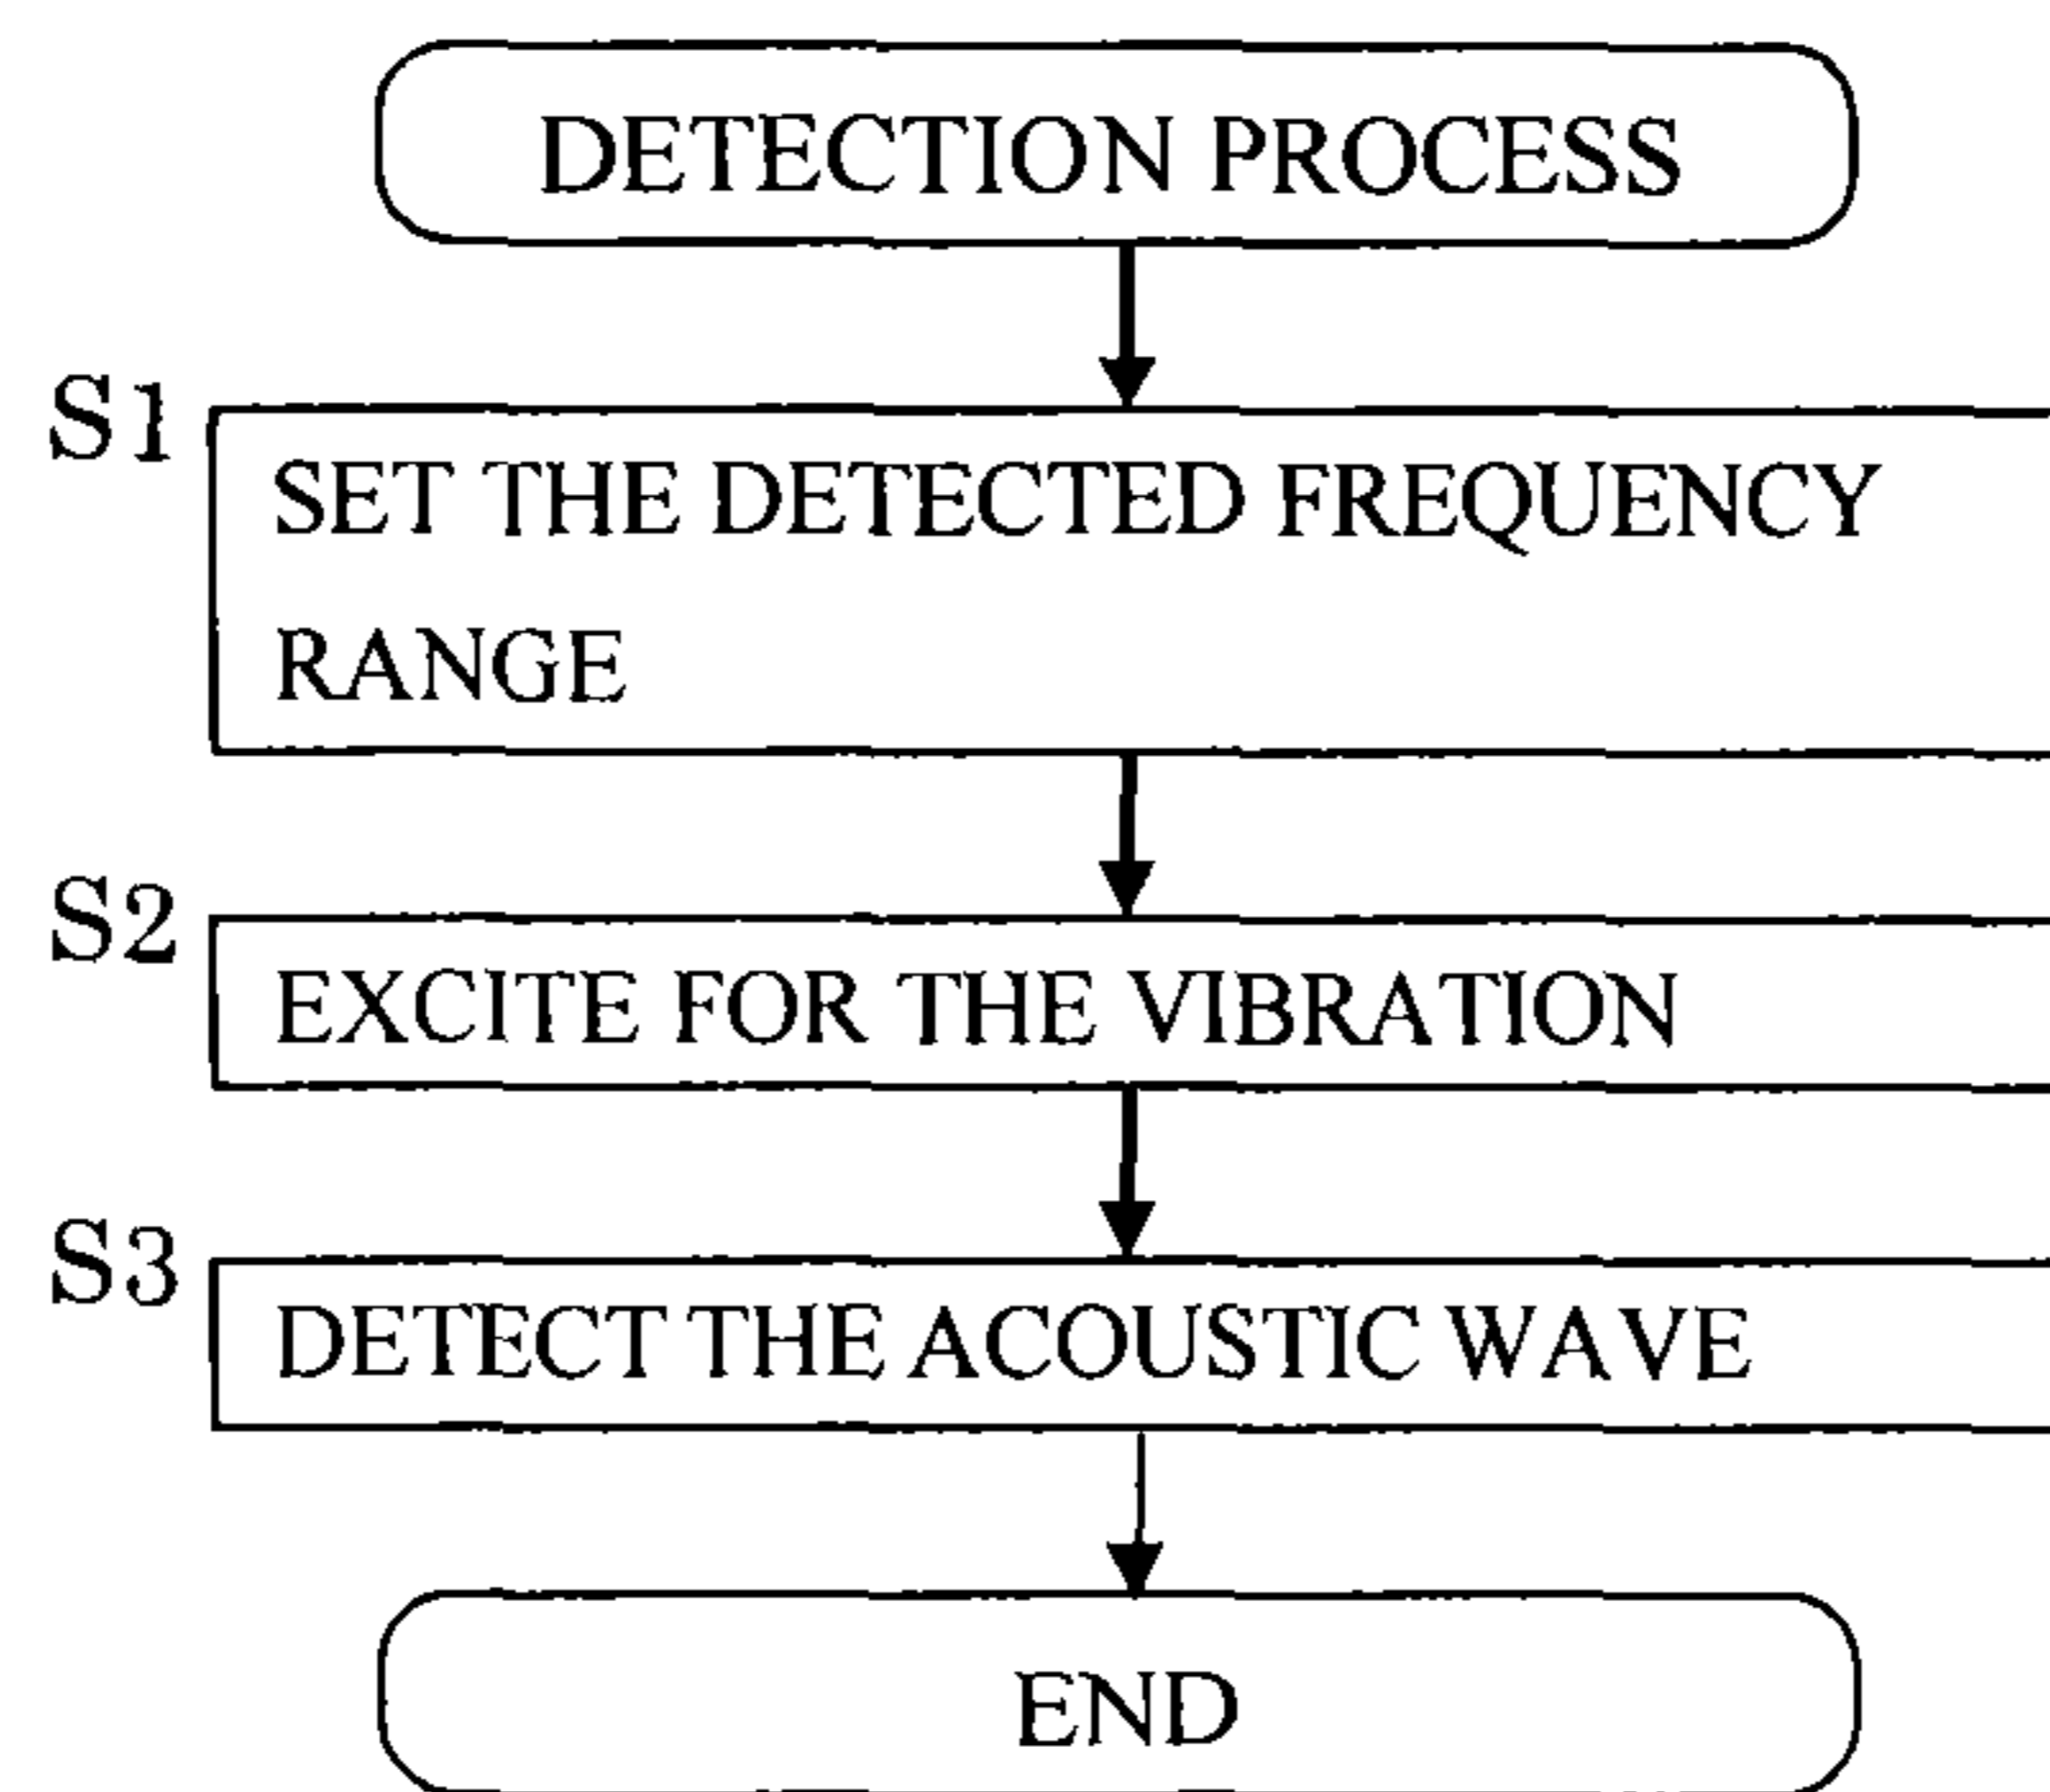 DETECTION PROCESS
S1
SET THE DETECTED FREQUENCY
RANGE
S2
EXCITE FOR THE VIBRATION
S3
DETECT THE ACOUSTIC WAVE
END